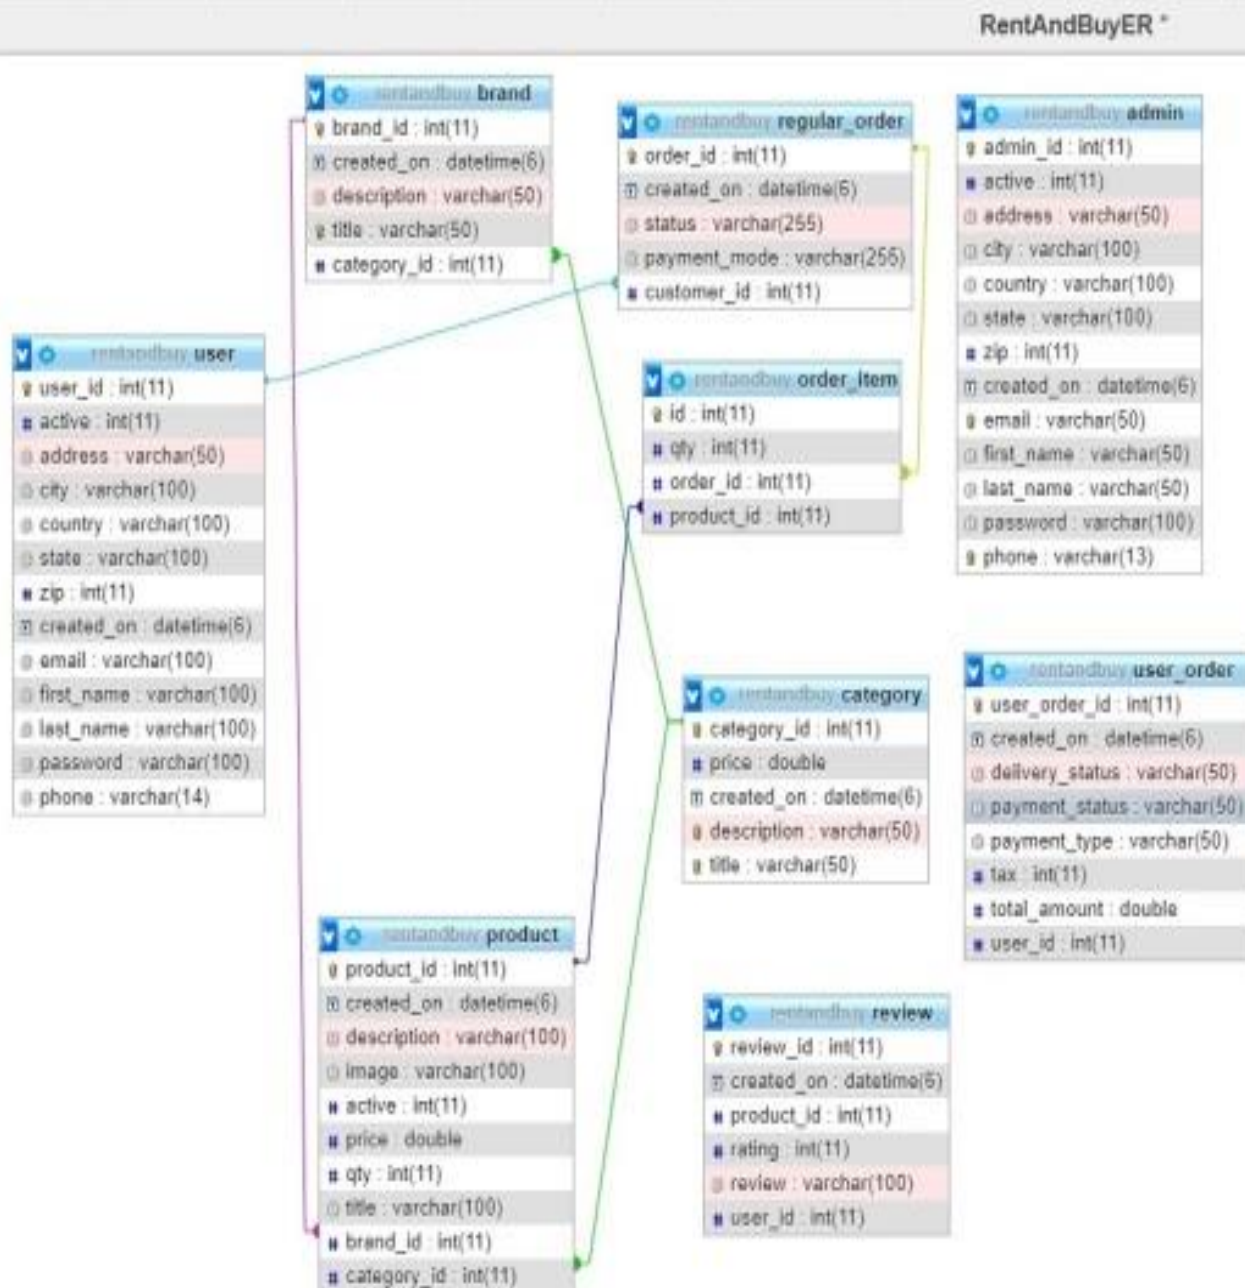 RentAndBuyER *
rentandbuy brand
brand_id : int(11)
created_on : datetime(6)
description : varchar(50)
title : varchar(50)
category_id : int(11)
rentandbuy regular_order
order_id : int(11)
created_on : datetime(6)
status : varchar(255)
payment_mode : varchar(255)
customer_id : int(11)
rentandbuy admin
admin_id : int(11)
active : int(11)
address : varchar(50)
city : varchar(100)
country : varchar(100)
state : varchar(100)
zip : int(11)
created_on : datetime(6)
email : varchar(50)
first_name : varchar(50)
last_name : varchar(50)
password : varchar(100)
phone : varchar(13)
rentandbuy user
user_id : int(11)
active : int(11)
address : varchar(50)
city : varchar(100)
country : varchar(100)
state : varchar(100)
zip : int(11)
created_on : datetime(6)
email : varchar(100)
first_name : varchar(100)
last_name : varchar(100)
password : varchar(100)
phone : varchar(14)
rentandbuy order_item
id : int(11)
qty : int(11)
order_id : int(11)
product_id : int(11)
rentandbuy category
category_id : int(11)
price : double
created_on : datetime(6)
description : varchar(50)
title : varchar(50)
rentandbuy user_order
user_order_id : int(11)
created_on : datetime(6)
delivery_status : varchar(50)
payment_status : varchar(50)
payment_type : varchar(50)
tax : int(11)
total_amount : double
user_id : int(11)
rentandbuy product
product_id : int(11)
created_on : datetime(6)
description : varchar(100)
image : varchar(100)
active : int(11)
price : double
qty : int(11)
title : varchar(100)
brand_id : int(11)
category_id : int(11)
rentandbuy review
review_id : int(11)
created_on : datetime(6)
product_id : int(11)
rating : int(11)
review : varchar(100)
user_id : int(11)